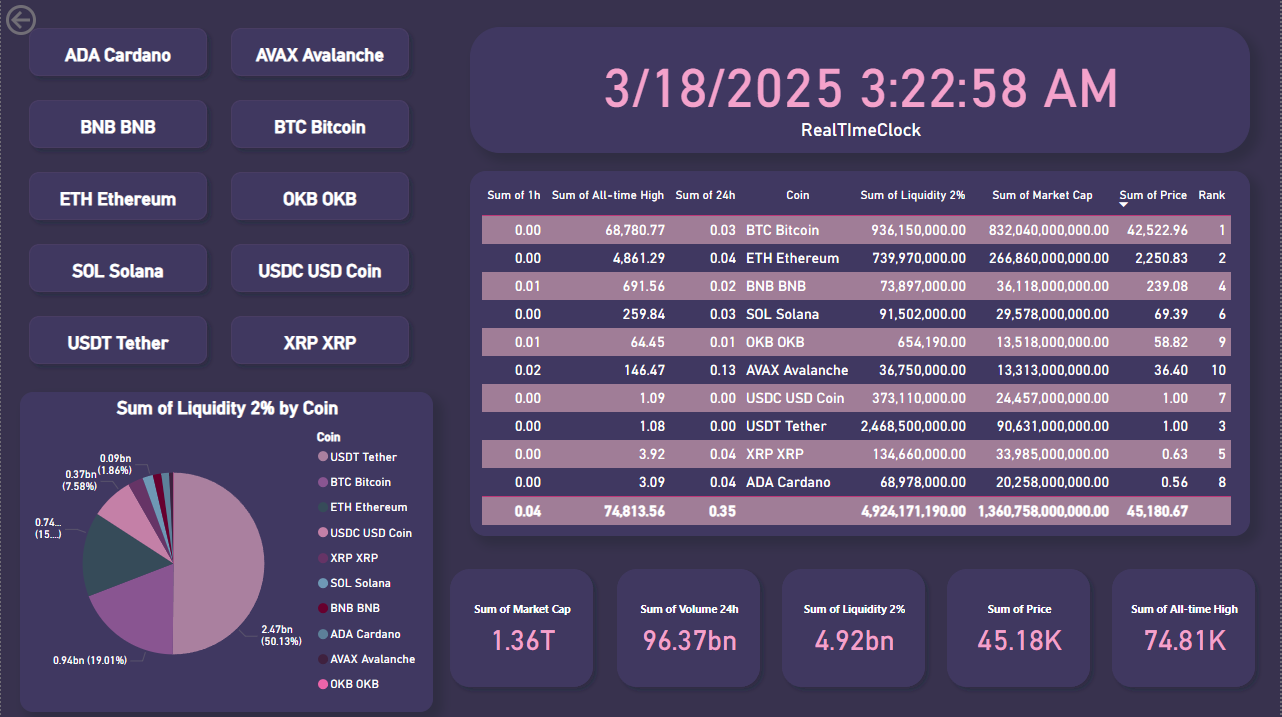 ADA Cardano
AVAX Avalanche
BNB BNB
BTC Bitcoin
ETH Ethereum
OKB OKB
SOL Solana
USDC USD Coin
USDT Tether
XRP XRP
3/18/2025 3:22:58 AM
RealTImeClock
Sum of 1h Sum of All-time High Sum of 24h Coin Sum of Liquidity 2% Sum of Market Cap Sum of Price Rank
0.00 68,780.77 0.03 BTC Bitcoin 936,150,000.00 832,040,000,000.00 42,522.96 1
0.00 4,861.29 0.04 ETH Ethereum 739,970,000.00 266,860,000,000.00 2,250.83 2
0.01 691.56 0.02 BNB BNB 73,897,000.00 36,118,000,000.00 239.08 4
0.00 259.84 0.03 SOL Solana 91,502,000.00 29,578,000,000.00 69.39 6
0.01 64.45 0.01 OKB OKB 654,190.00 13,518,000,000.00 58.82 9
0.02 146.47 0.13 AVAX Avalanche 36,750,000.00 13,313,000,000.00 36.40 10
0.00 1.09 0.00 USDC USD Coin 373,110,000.00 24,457,000,000.00 1.00 7
0.00 1.08 0.00 USDT Tether 2,468,500,000.00 90,631,000,000.00 1.00 3
0.00 3.92 0.04 XRP XRP 134,660,000.00 33,985,000,000.00 0.63 5
0.00 3.09 0.04 ADA Cardano 68,978,000.00 20,258,000,000.00 0.56 8
0.04 74,813.56 0.35 4,924,171,190.00 1,360,758,000,000.00 45,180.67
Sum of Liquidity 2% by Coin
Coin
USDT Tether
BTC Bitcoin
ETH Ethereum
USDC USD Coin
XRP XRP
SOL Solana
BNB BNB
ADA Cardano
AVAX Avalanche
OKB OKB
0.09bn
(1.86%)
0.37bn
(7.58%)
0.74...
(15...)
0.94bn (19.01%)
2.47bn
(50.13%)
Sum of Market Cap
1.36T
Sum of Volume 24h
96.37bn
Sum of Liquidity 2%
4.92bn
Sum of Price
45.18K
Sum of All-time High
74.81K